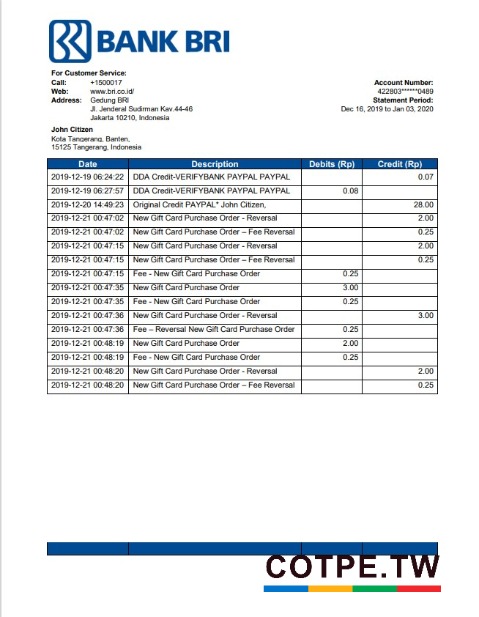 BANK BRI
For Customer Service:
Call: +1500017
Web: www.bri.co.id/
Address: Gedung BRI
Jl. Jenderal Sudirman Kav.44-46
Jakarta 10210, Indonesia
Account Number:
422803******0489
Statement Period:
Dec 16, 2019 to Jan 03, 2020
John Citizen
Kota Tangerang, Banten,
15125 Tangerang, Indonesia
Date Description Debits (Rp) Credit (Rp)
2019-12-19 06:24:22 DDA Credit-VERIFYBANK PAYPAL PAYPAL 0.07
2019-12-19 06:27:57 DDA Credit-VERIFYBANK PAYPAL PAYPAL 0.08
2019-12-20 14:49:23 Original Credit PAYPAL* John Citizen, 28.00
2019-12-21 00:47:02 New Gift Card Purchase Order - Reversal 2.00
2019-12-21 00:47:02 New Gift Card Purchase Order – Fee Reversal 0.25
2019-12-21 00:47:15 New Gift Card Purchase Order - Reversal 2.00
2019-12-21 00:47:15 New Gift Card Purchase Order – Fee Reversal 0.25
2019-12-21 00:47:15 Fee - New Gift Card Purchase Order 0.25
2019-12-21 00:47:35 New Gift Card Purchase Order 3.00
2019-12-21 00:47:35 Fee - New Gift Card Purchase Order 0.25
2019-12-21 00:47:36 New Gift Card Purchase Order - Reversal 3.00
2019-12-21 00:47:36 Fee – Reversal New Gift Card Purchase Order 0.25
2019-12-21 00:48:19 New Gift Card Purchase Order 2.00
2019-12-21 00:48:19 Fee - New Gift Card Purchase Order 0.25
2019-12-21 00:48:20 New Gift Card Purchase Order - Reversal 2.00
2019-12-21 00:48:20 New Gift Card Purchase Order – Fee Reversal 0.25
COTPE.TW